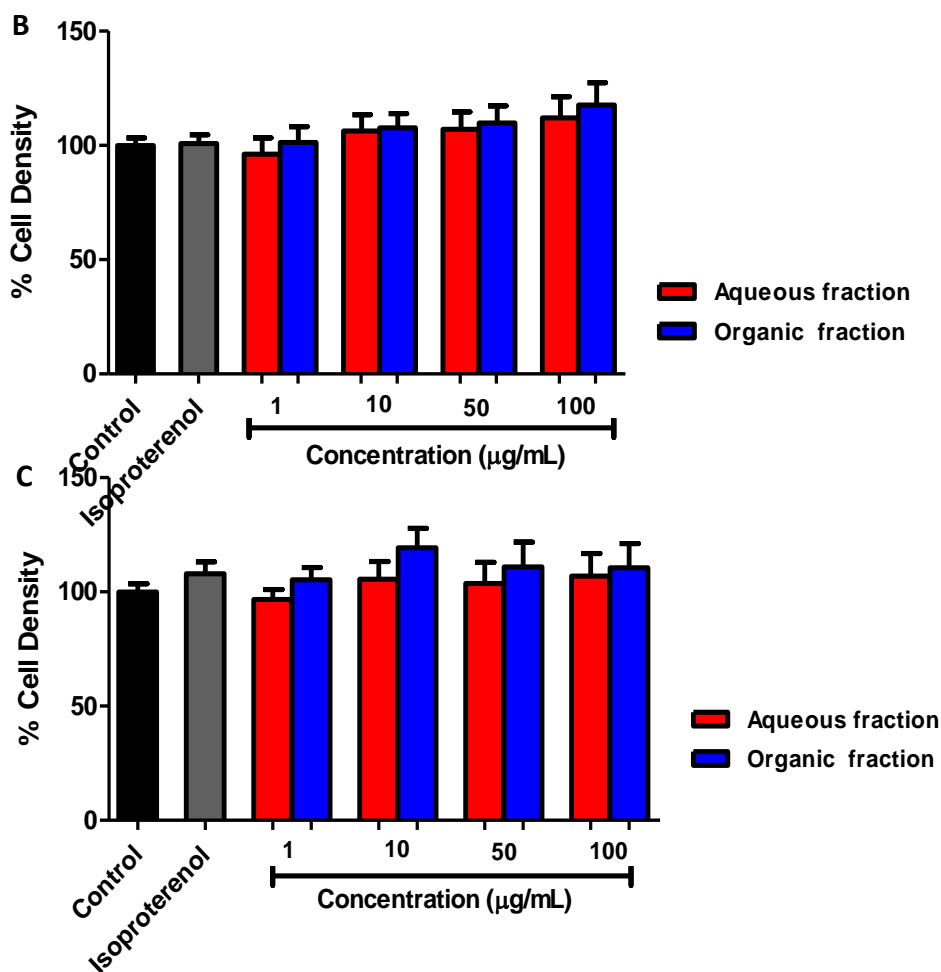 B
150
100
50
0
% Cell Density
Control
Isoproterenol
1 10 50 100
Concentration (μg/mL)
Aqueous fraction
Organic fraction
C
150
100
50
0
% Cell Density
Control
Isoproterenol
1 10 50 100
Concentration (μg/mL)
Aqueous fraction
Organic fraction